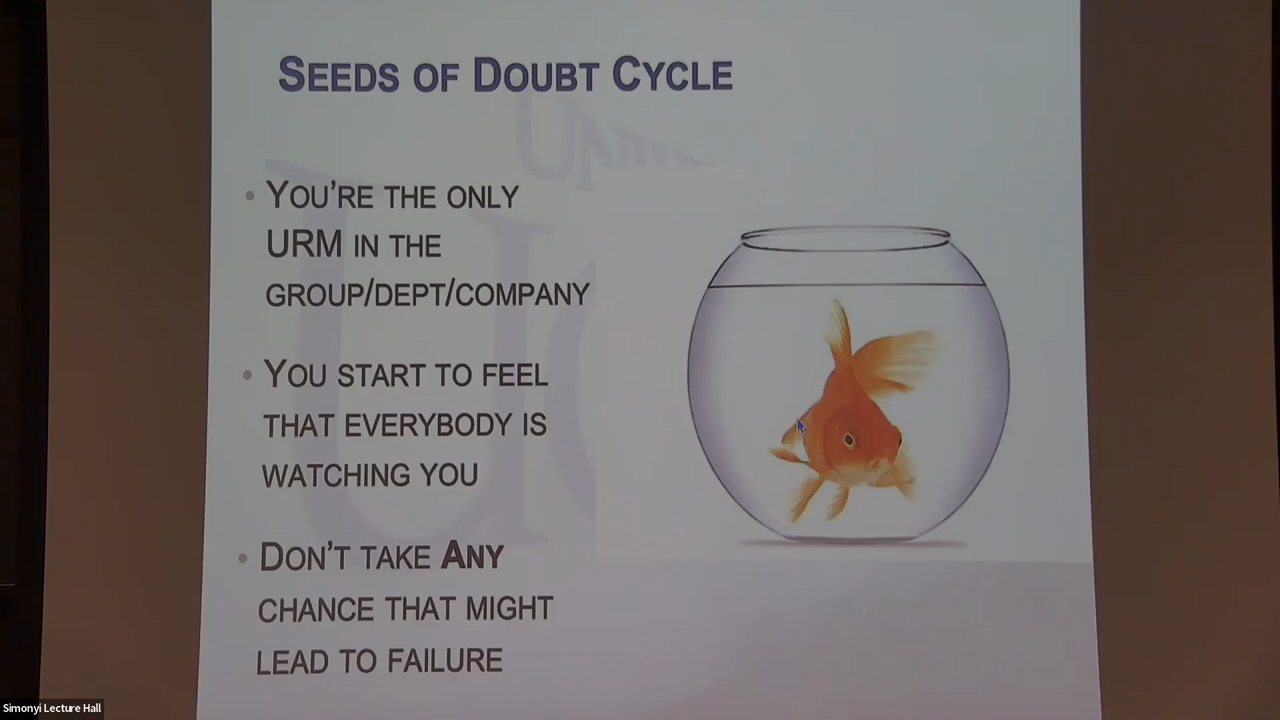 SEEDS OF DOUBT CYCLE
• YOU'RE THE ONLY
URM IN THE
GROUP/DEPT/COMPANY
• YOU START TO FEEL
THAT EVERYBODY IS
WATCHING YOU
• DON'T TAKE ANY
CHANCE THAT MIGHT
LEAD TO FAILURE
Simonyi Lecture Hall